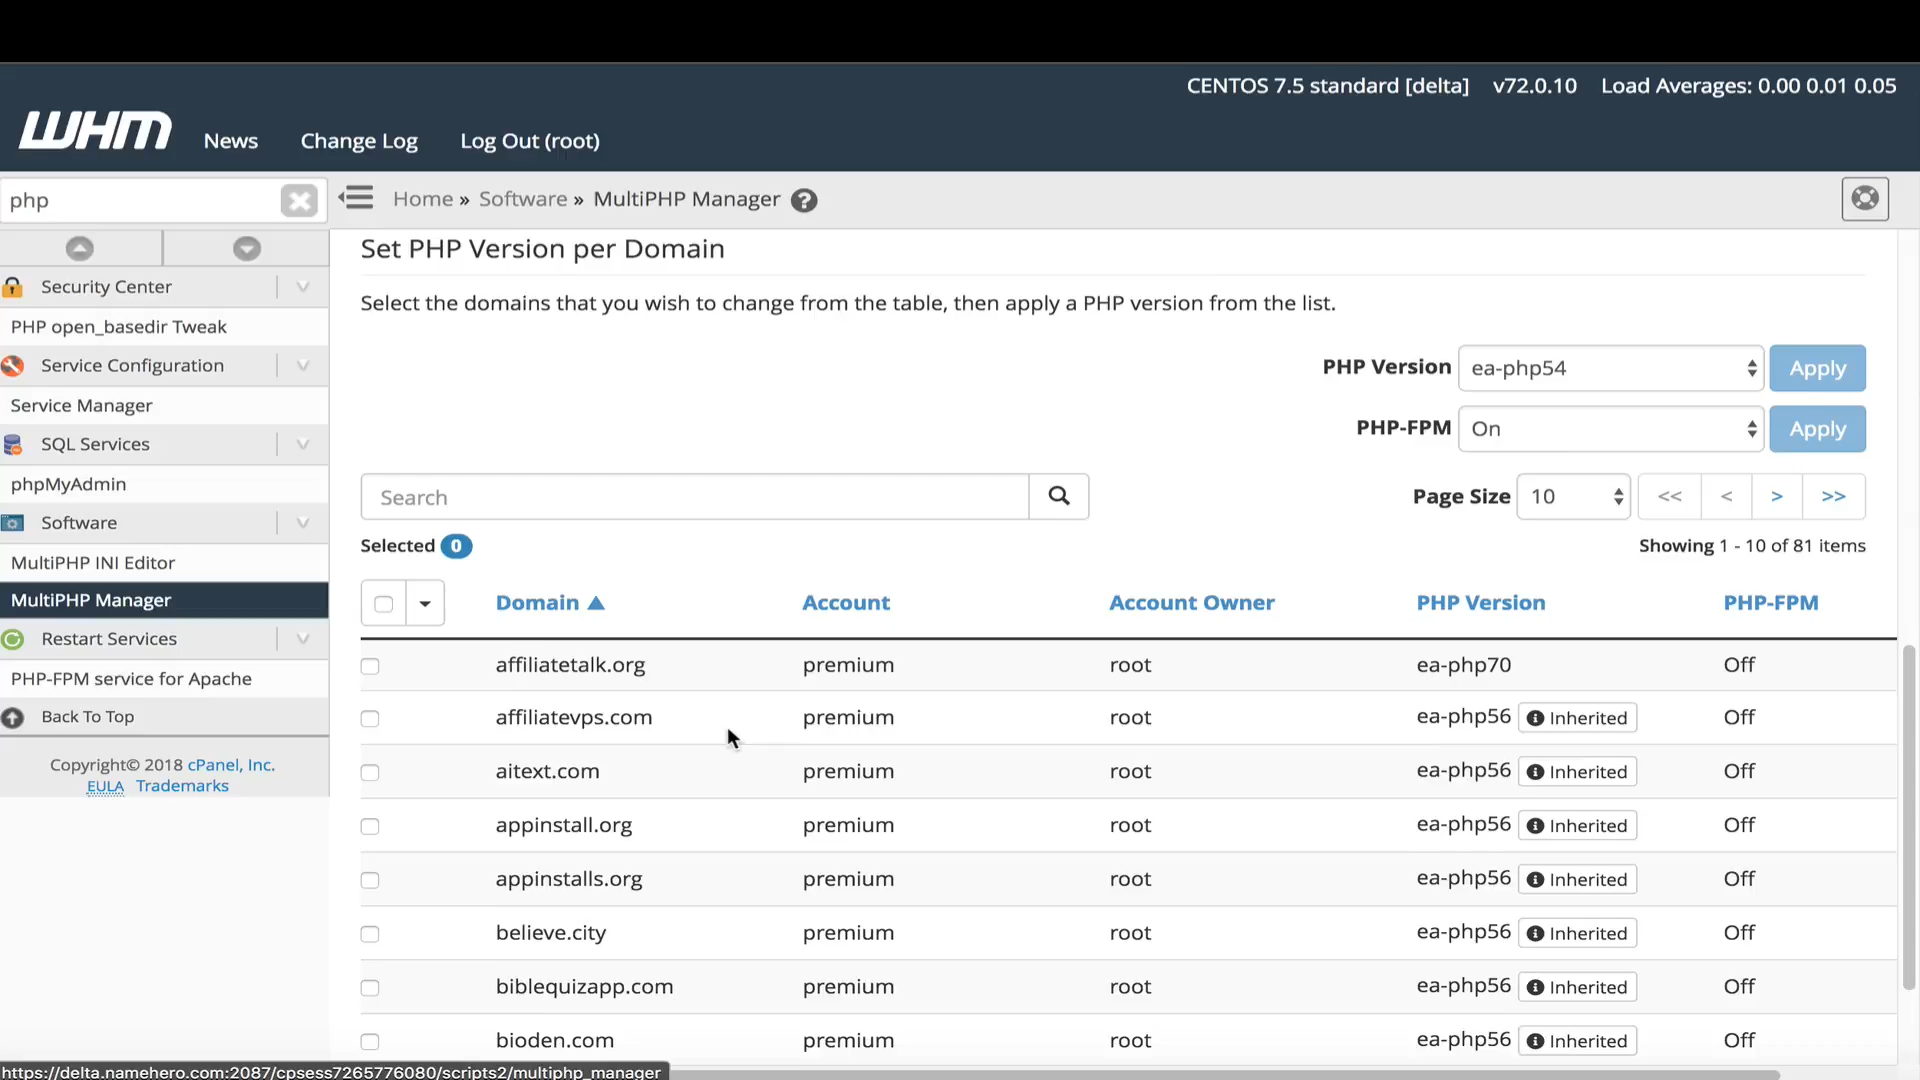 CENTOS 7.5 standard [delta] v72.0.10 Load Averages: 0.00 0.01 0.05
WHM News Change Log Log Out (root)
php
Home » Software » MultiPHP Manager ?
Security Center
PHP open_basedir Tweak
Service Configuration
Service Manager
SQL Services
phpMyAdmin
Software
MultiPHP INI Editor
MultiPHP Manager
Restart Services
PHP-FPM service for Apache
Back To Top
Copyright© 2018 cPanel, Inc.
EULA Trademarks
Set PHP Version per Domain
Select the domains that you wish to change from the table, then apply a PHP version from the list.
PHP Version ea-php54 Apply
PHP-FPM On Apply
Search Page Size 10 << < > >>
Selected 0 Showing 1 - 10 of 81 items
Domain Account Account Owner PHP Version PHP-FPM
affiliatetalk.org premium root ea-php70 Off
affiliatevps.com premium root ea-php56 Inherited Off
aitext.com premium root ea-php56 Inherited Off
appinstall.org premium root ea-php56 Inherited Off
appinstalls.org premium root ea-php56 Inherited Off
believe.city premium root ea-php56 Inherited Off
biblequizapp.com premium root ea-php56 Inherited Off
bioden.com premium root ea-php56 Inherited Off
https://delta.namehero.com:2087/cpsess7265776080/scripts2/multiphp_manager